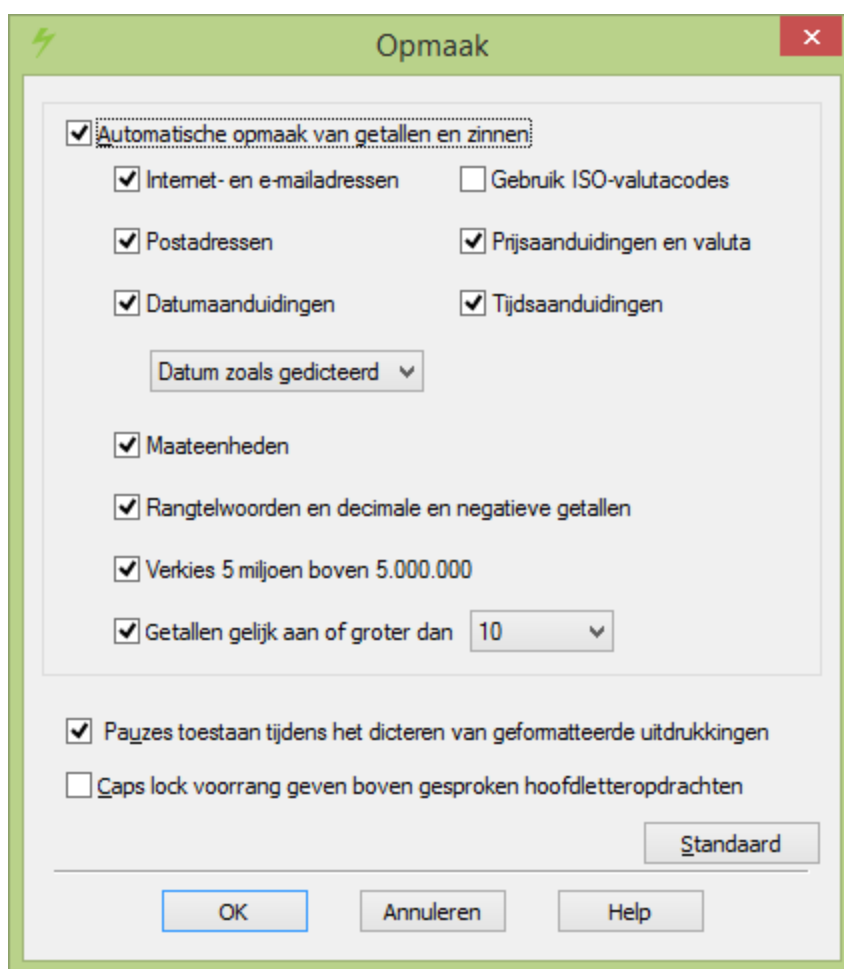 Opmaak
Automatische opmaak van getallen en zinnen
Internet- en e-mailadressen
Gebruik ISO-valutacodes
Postadressen
Prijsaanduidingen en valuta
Datumaanduidingen
Tijdsaanduidingen
Datum zoals gedicteerd
Maateenheden
Rangtelwoorden en decimale en negatieve getallen
Verkies 5 miljoen boven 5.000.000
Getallen gelijk aan of groter dan 10
Pauzes toestaan tijdens het dicteren van geformatteerde uitdrukkingen
Caps lock voorrang geven boven gesproken hoofdletteropdrachten
Standaard
OK Annuleren Help